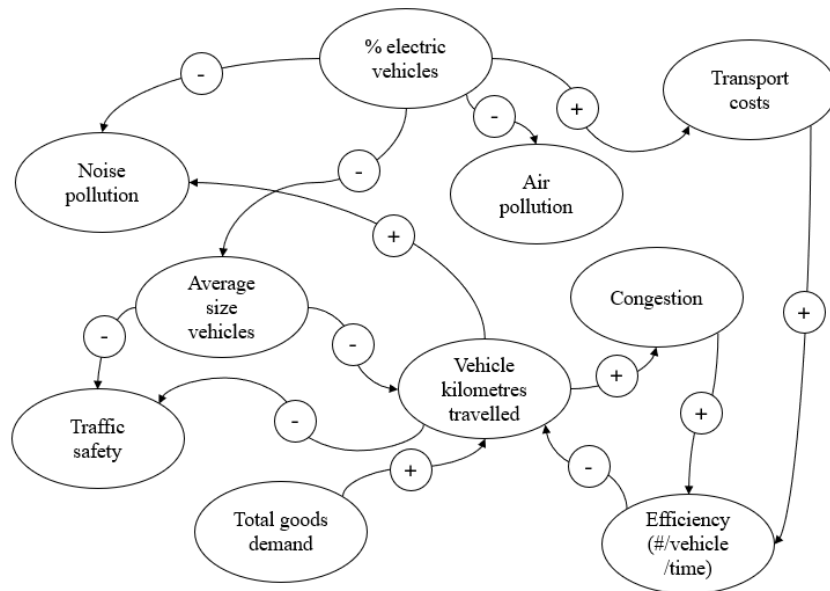 % electric
vehicles
Transport
costs
-
+
-
Noise
pollution
Air
pollution
-
+
Average
size
vehicles
Congestion
+
-
-
Vehicle
kilometres
travelled
+
+
-
Traffic
safety
-
+
-
Total goods
demand
Efficiency
(#/vehicle
/time)